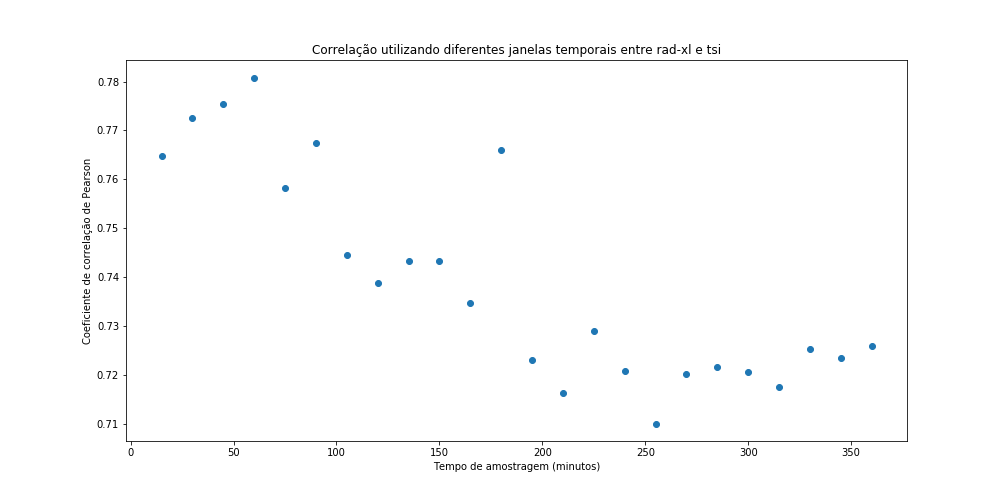 Correlação utilizando diferentes janelas temporais entre rad-xl e tsi
Coeficiente de correlação de Pearson
0.78
0.77
0.76
0.75
0.74
0.73
0.72
0.71
0 50 100 150 200 250 300 350
Tempo de amostragem (minutos)